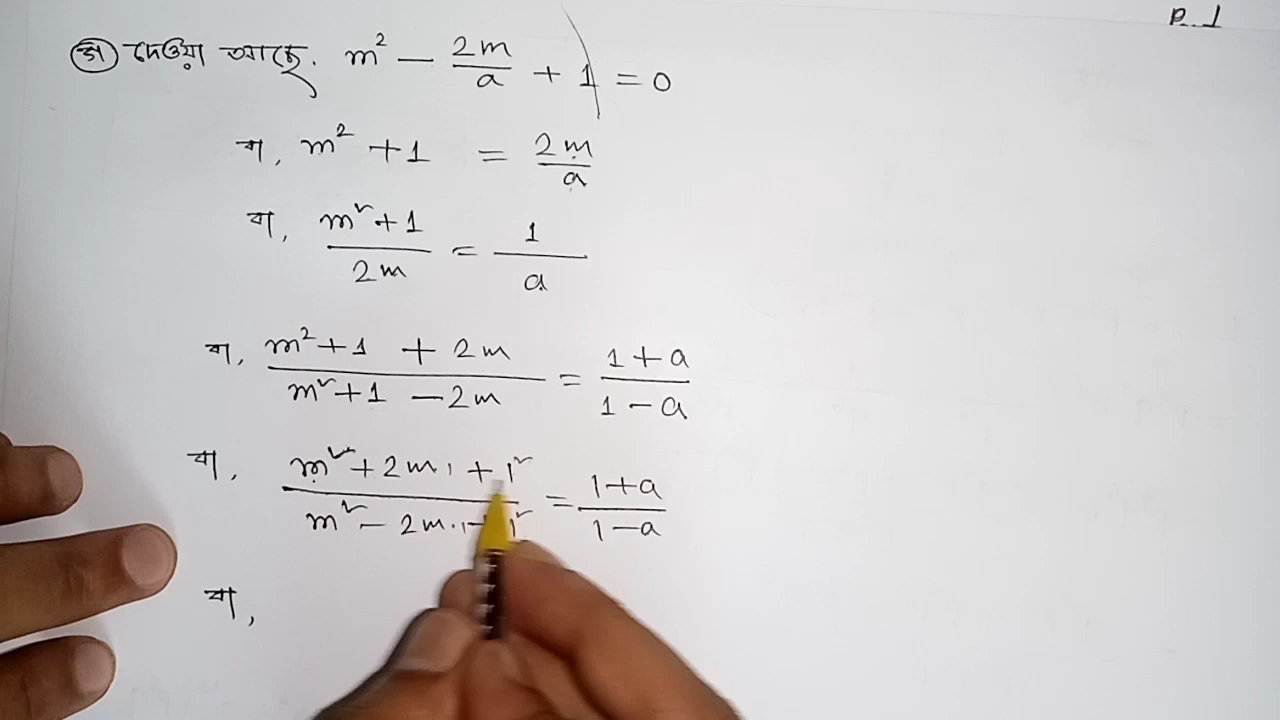 P-1
জ দেওয়া আছে. m² - 2m/a + 1 = 0
বা, m² + 1 = 2m/a
বা, (m² + 1)/2m = 1/a
বা, (m² + 1 + 2m)/(m² + 1 - 2m) = (1 + a)/(1 - a)
বা, (m² + 2m.1 + 1²)/(m² - 2m.1 + 1²) = (1 + a)/(1 - a)
বা,